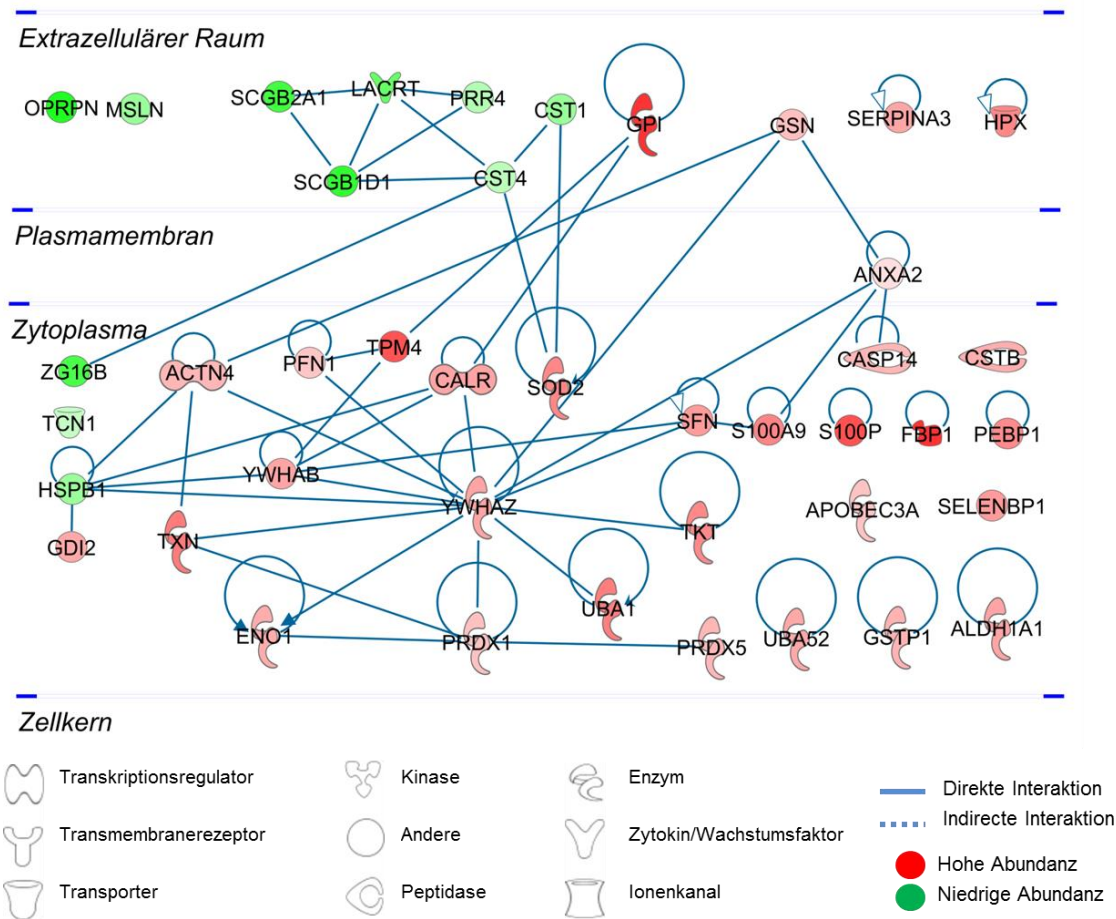 Extrazellulärer Raum
OPRPN MSLN SCGB2A1 LACRT PRR4 CST1 GPI GSN SERPINA3 HPX
SCGB1D1 CST4
Plasmamembran
ANXA2
Zytoplasma
ZG16B ACTN4 PFN1 TPM4 CALR SOD2 CASP14 CSTB
TCN1 SFN S100A9 S100P FBP1 PEBP1
HSPB1 YWHAB YWHAZ APOBEC3A SELENBP1
GDI2 TXN TKT
ENO1 PRDX1 UBA1 PRDX5 UBA52 GSTP1 ALDH1A1
Zellkern
Transkriptionsregulator Kinase Enzym Direkte Interaktion
Indirecte Interaktion
Transmembranerezeptor Andere Zytokin/Wachstumsfaktor
Hohe Abundanz
Transporter Peptidase Ionenkanal Niedrige Abundanz